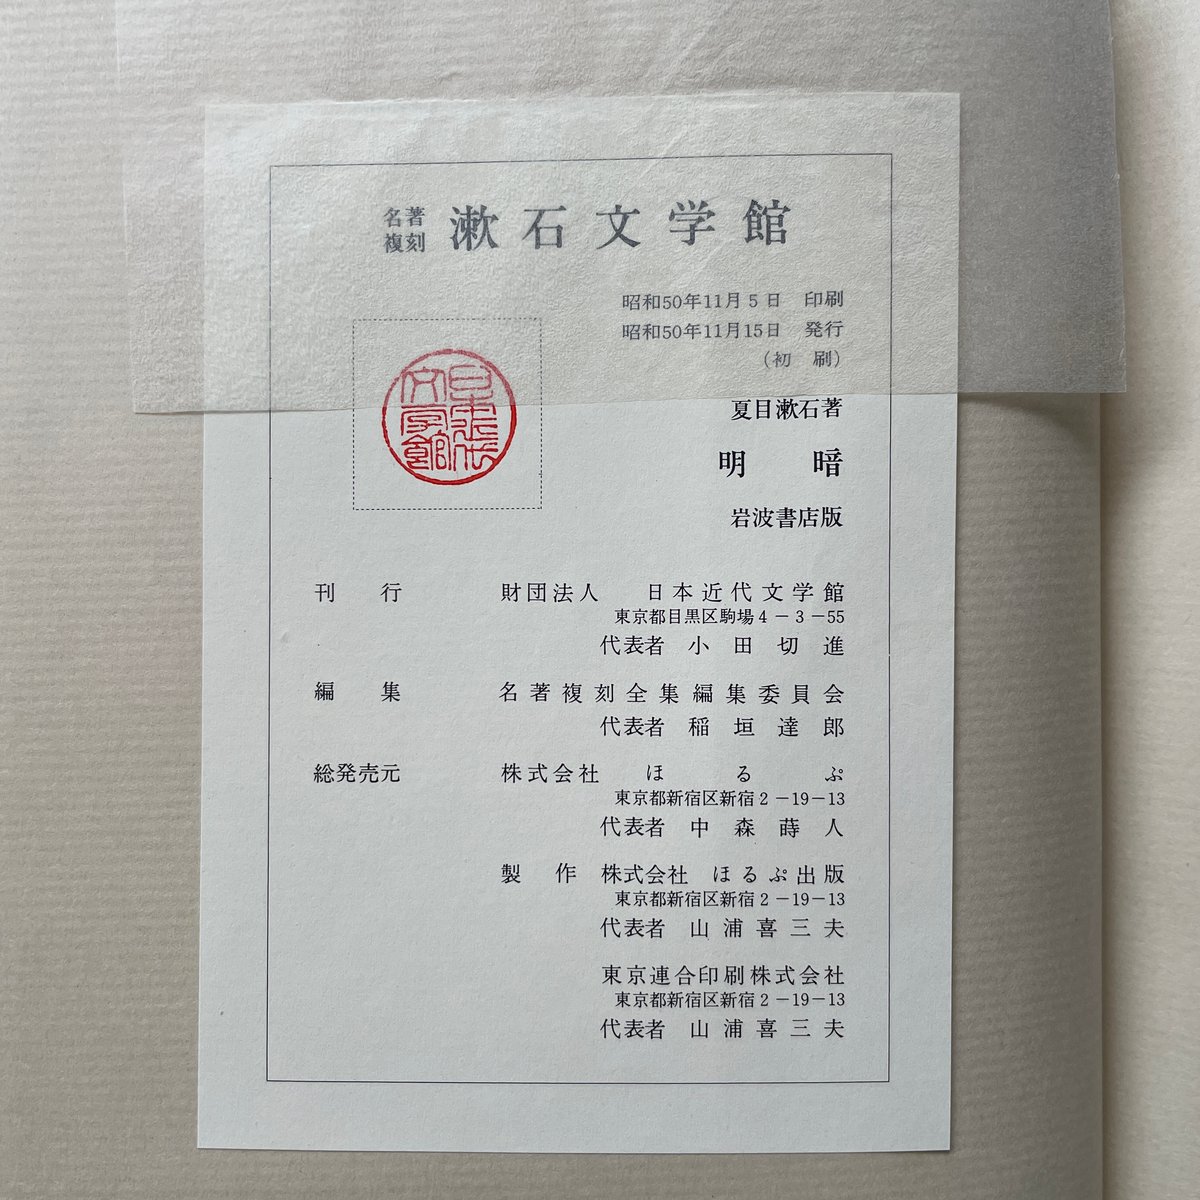 名著複刻 漱石文学館
昭和50年11月5日 印刷
昭和50年11月15日 発行
(初 刷)
日本近代文学館
夏目漱石著
明 暗
岩波書店版
刊 行 財団法人 日本近代文学館
東京都目黒区駒場4-3-55
代表者 小田切進
編 集 名著複刻全集編集委員会
代表者 稲垣達郎
総発売元 株式会社 ほるぷ
東京都新宿区新宿2-19-13
代表者 中森蒔人
製 作 株式会社 ほるぷ出版
東京都新宿区新宿2-19-13
代表者 山浦喜三夫
東京連合印刷株式会社
東京都新宿区新宿2-19-13
代表者 山浦喜三夫